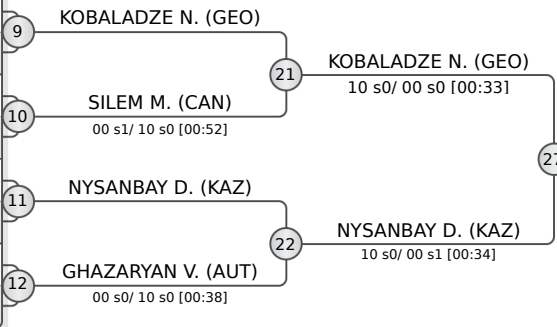 9
KOBALADZE N. (GEO)
21
KOBALADZE N. (GEO)
10 s0/ 00 s0 [00:33]
10
SILEM M. (CAN)
00 s1/ 10 s0 [00:52]
27
11
NYSANBAY D. (KAZ)
22
NYSANBAY D. (KAZ)
10 s0/ 00 s1 [00:34]
12
GHAZARYAN V. (AUT)
00 s0/ 10 s0 [00:38]